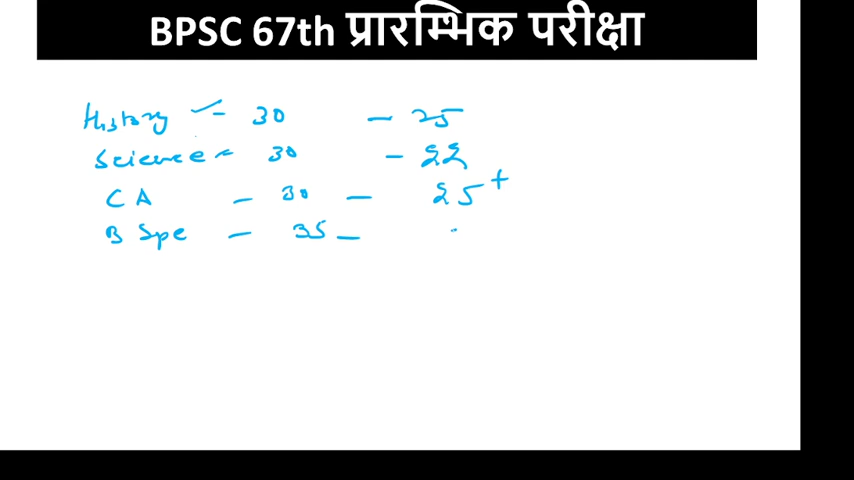 BPSC 67th प्रारम्भिक परीक्षा
History - 30 - 25
Science - 30 - 22
CA - 30 - 25+
B Spe - 35 -